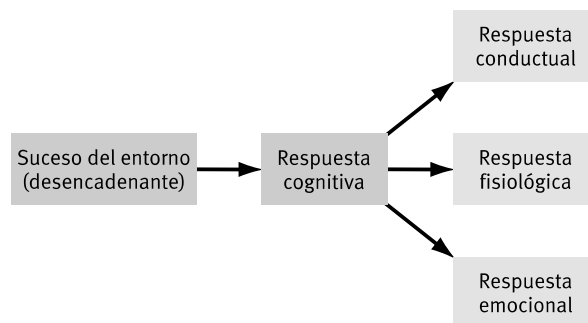 Respuesta
conductual
Suceso del entorno
(desencadenante)
Respuesta
cognitiva
Respuesta
fisiológica
Respuesta
emocional